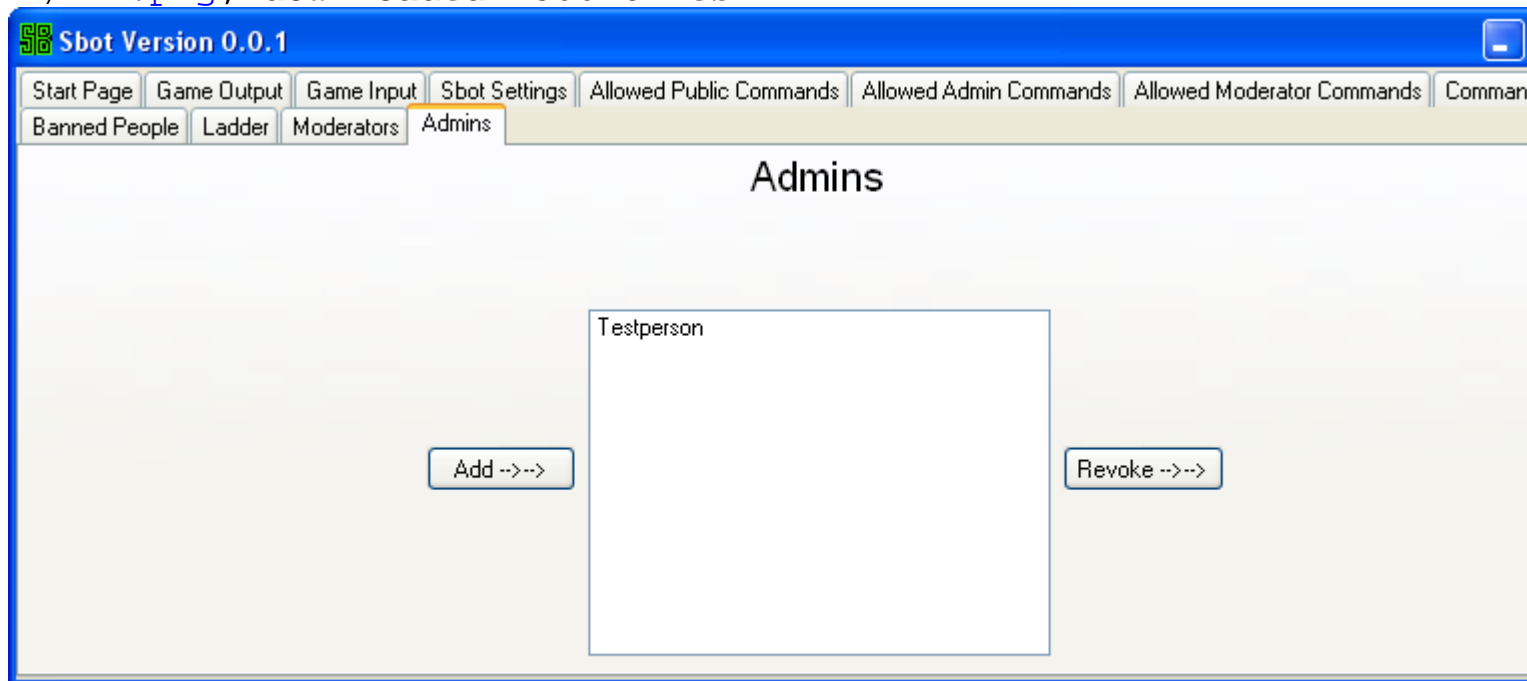 Sbot Version 0.0.1
Start Page Game Output Game Input Sbot Settings Allowed Public Commands Allowed Admin Commands Allowed Moderator Commands Comman
Banned People Ladder Moderators Admins
Admins
Testperson
Add -->--> Revoke -->-->